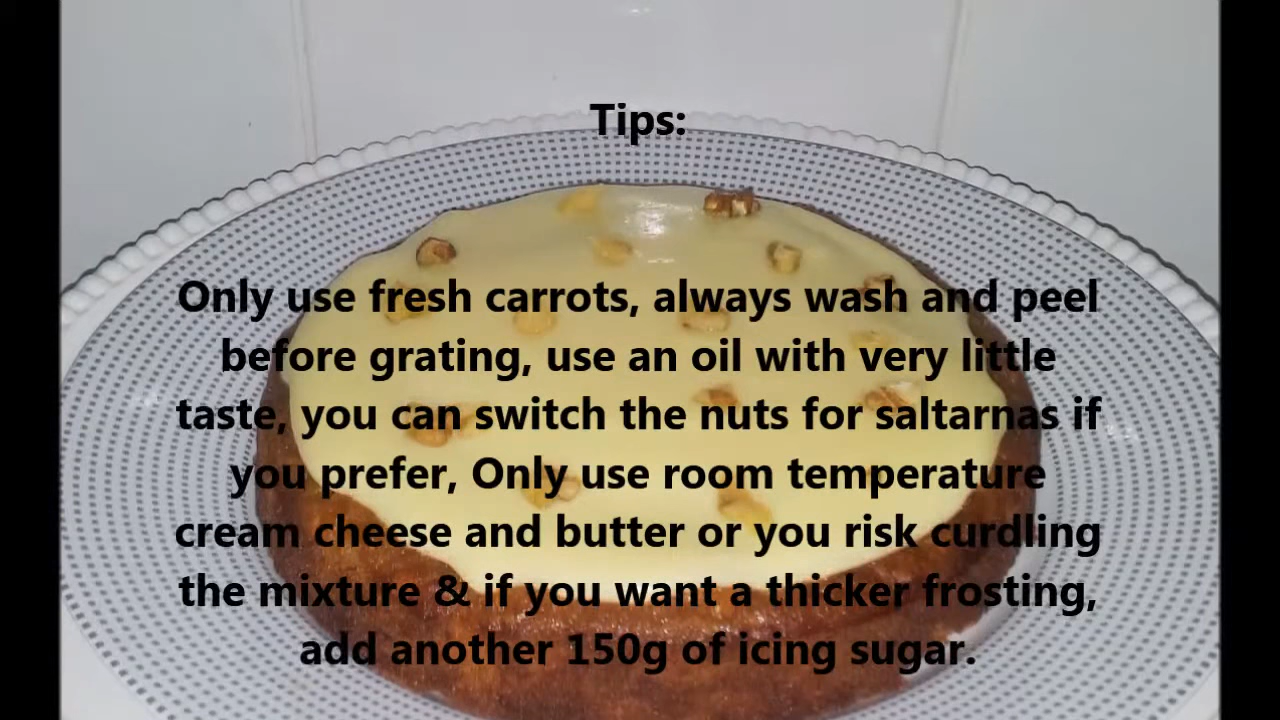 Tips:
Only use fresh carrots, always wash and peel
before grating, use an oil with very little
taste, you can switch the nuts for saltarnas if
you prefer, Only use room temperature
cream cheese and butter or you risk curdling
the mixture & if you want a thicker frosting,
add another 150g of icing sugar.